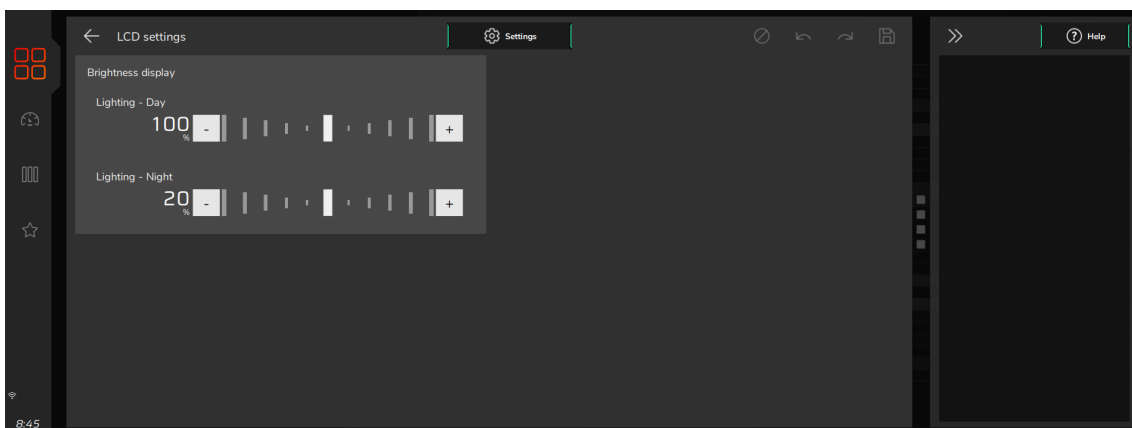 LCD settings
Settings
Help
Brightness display
Lighting - Day
100 %
- +
Lighting - Night
20 %
- +
8:45